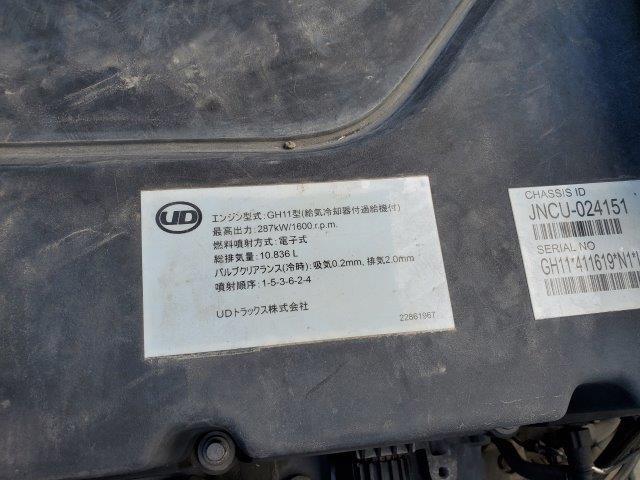 UD
エンジン型式:GH11型(給気冷却器付過給機付)
最高出力:287kW/1600r.p.m.
燃料噴射方式:電子式
総排気量:10.836 L
バルブクリアランス(冷時):吸気0.2mm, 排気2.0mm
噴射順序:1-5-3-6-2-4
UDトラックス株式会社
22861967
CHASSIS ID
JNCU-024151
SERIAL NO
GH11*411619*N1*